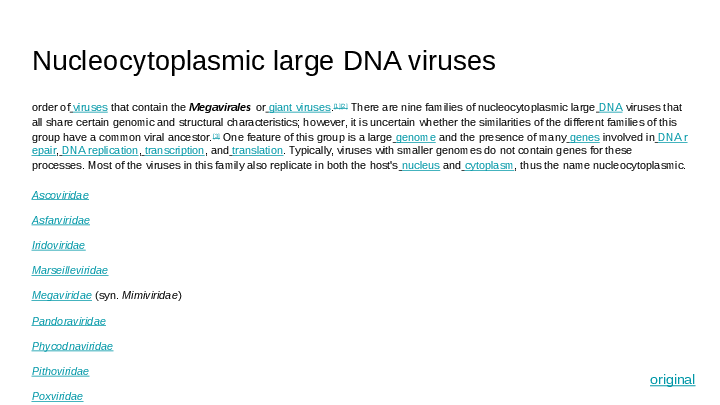 Nucleocytoplasmic large DNA viruses
order of viruses that contain the Megavirales or giant viruses.[1][2] There are nine families of nucleocytoplasmic large DNA viruses that
all share certain genomic and structural characteristics; however, it is uncertain whether the similarities of the different families of this
group have a common viral ancestor.[3] One feature of this group is a large genome and the presence of many genes involved in DNA r
epair, DNA replication, transcription, and translation. Typically, viruses with smaller genomes do not contain genes for these
processes. Most of the viruses in this family also replicate in both the host's nucleus and cytoplasm, thus the name nucleocytoplasmic.
Ascoviridae
Asfarviridae
Iridoviridae
Marseilleviridae
Megaviridae (syn. Mimiviridae)
Pandoraviridae
Phycodnaviridae
Pithoviridae
Poxviridae
original